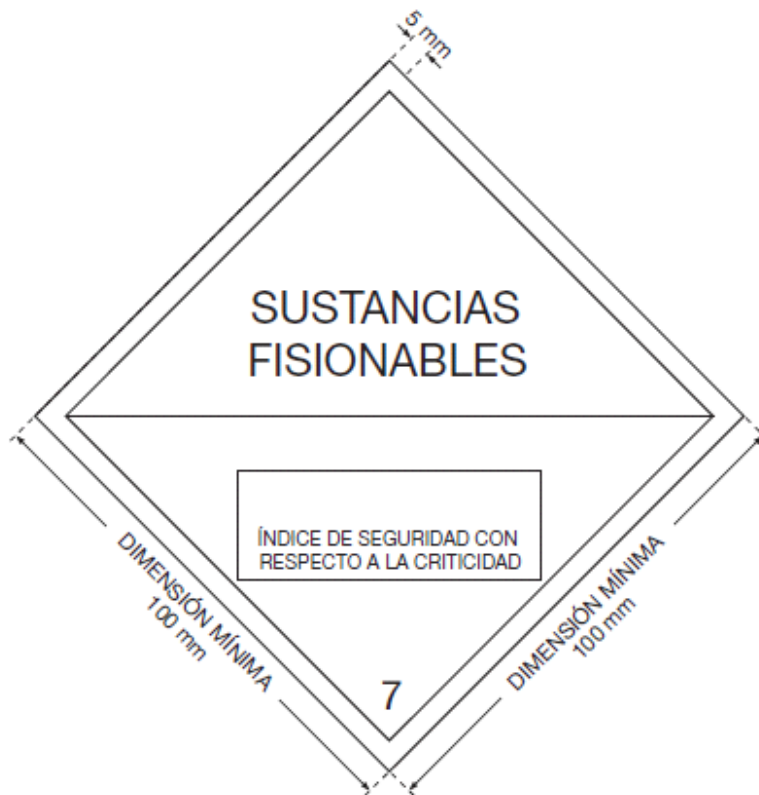 5 mm
SUSTANCIAS
FISIONABLES
ÍNDICE DE SEGURIDAD CON
RESPECTO A LA CRITICIDAD
DIMENSIÓN MÍNIMA
100 mm
DIMENSIÓN MÍNIMA
100 mm
7